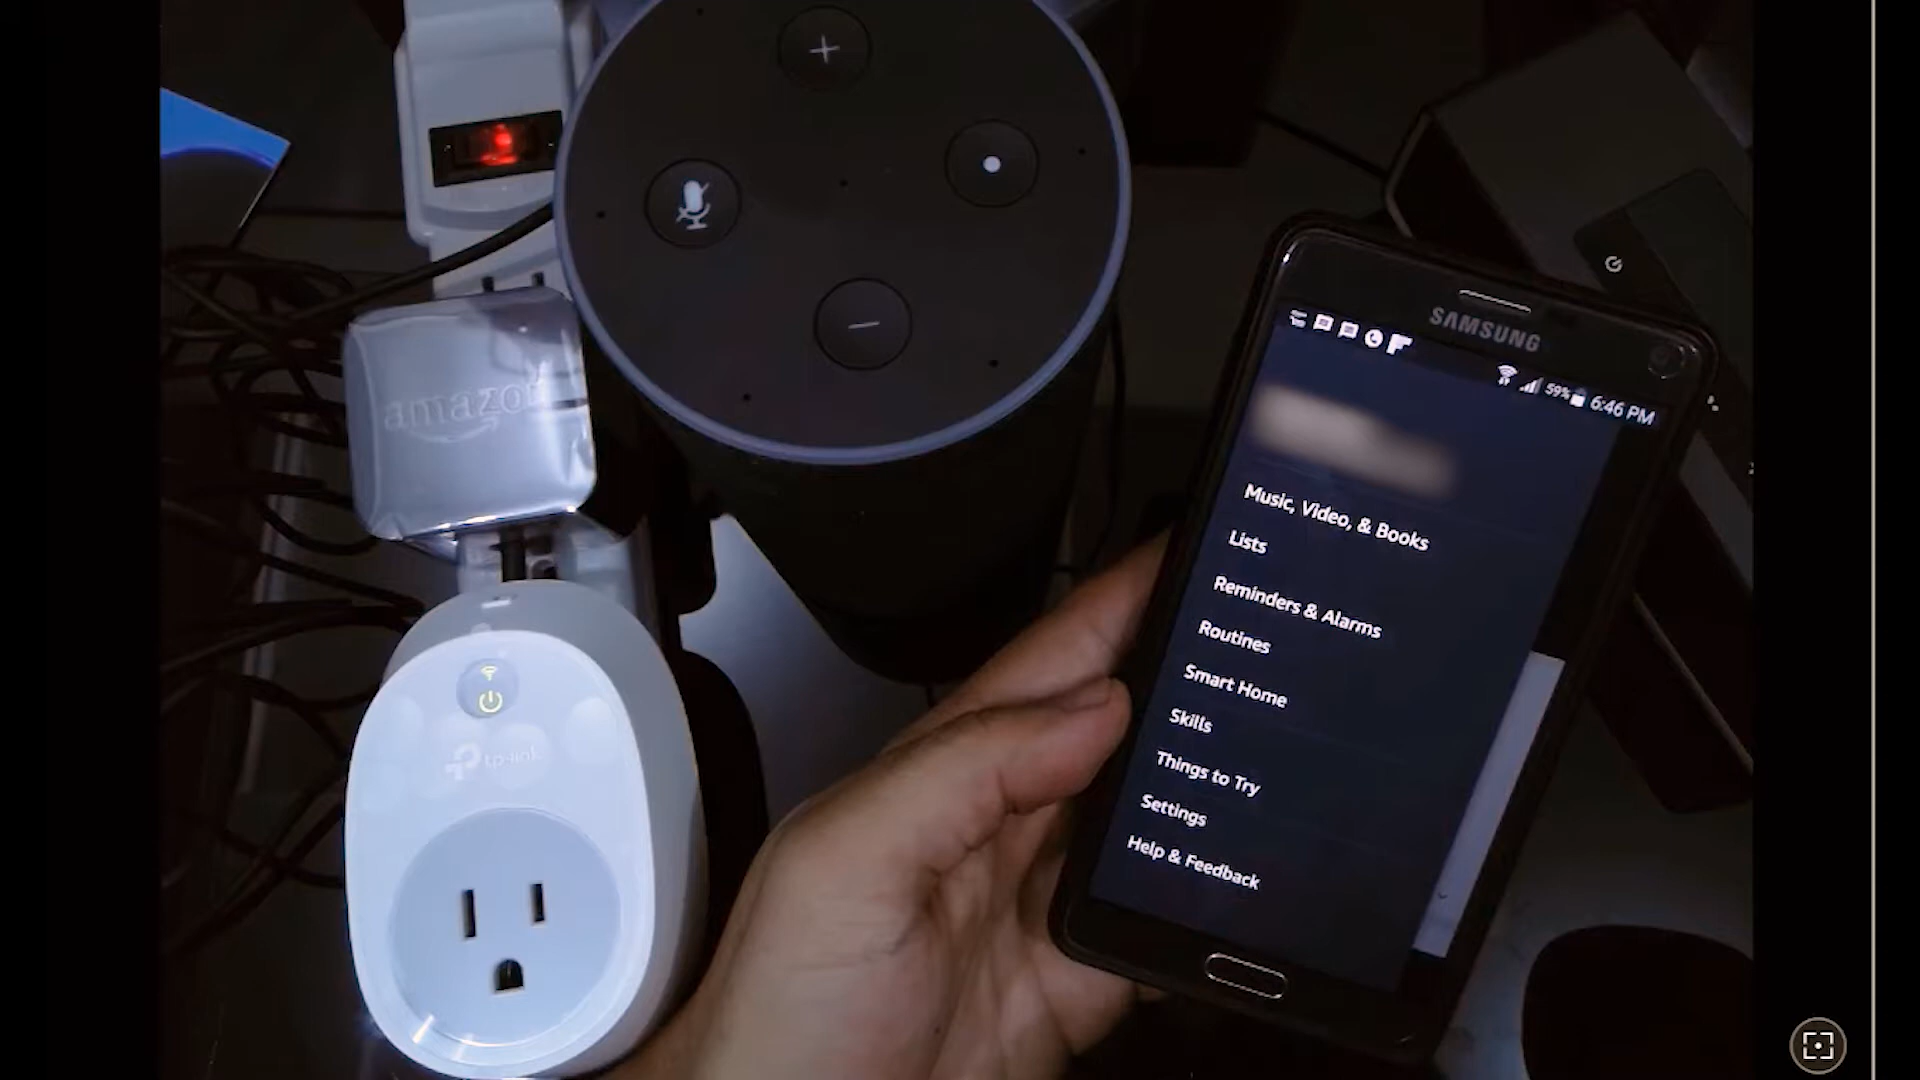 amazon
tp-link
SAMSUNG
59% 6:46 PM
Music, Video, & Books
Lists
Reminders & Alarms
Routines
Smart Home
Skills
Things to Try
Settings
Help & Feedback